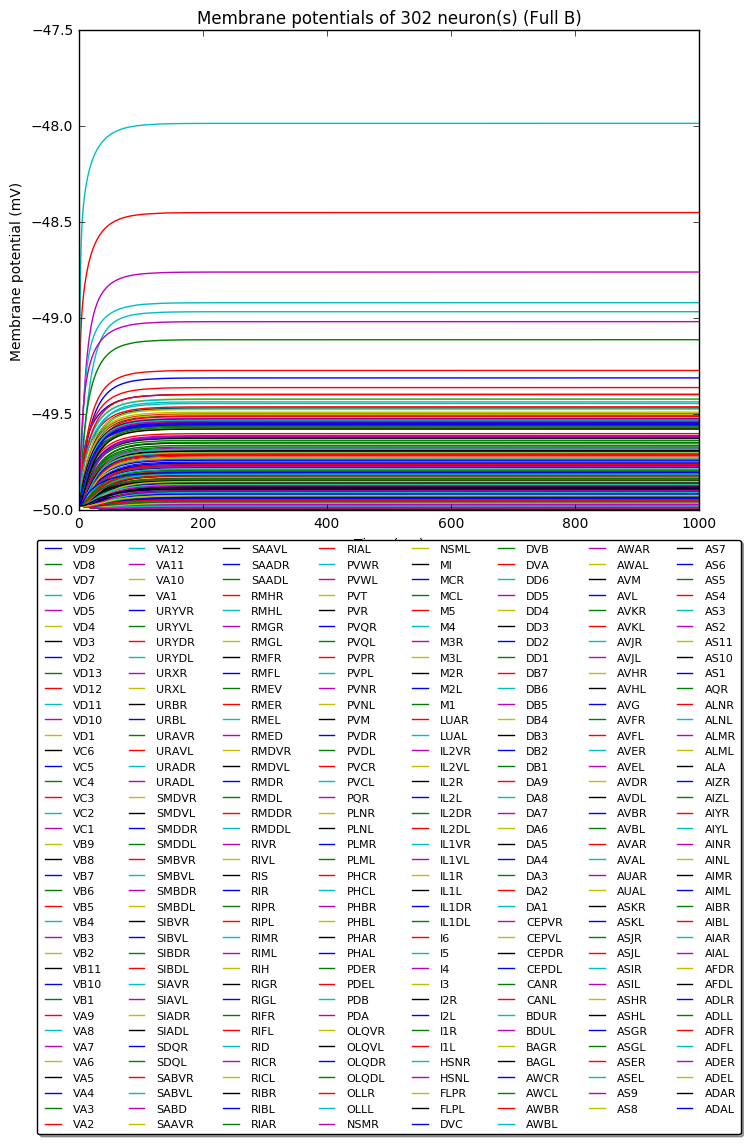 Membrane potentials of 302 neuron(s) (Full B)
−47.5
−48.0
−48.5
−49.0
−49.5
−50.0
Membrane potential (mV)
0 200 400 600 800 1000
VD9 VA12 SAAVL RIAL NSML DVB AWAR AS7
VD8 VA11 SAADR PVWR MI DVA AWAL AS6
VD7 VA10 SAADL PVWL MCR DD6 AVM AS5
VD6 VA1 RMHR PVT MCL DD5 AVL AS4
VD5 URYVR RMHL PVR M5 DD4 AVKR AS3
VD4 URYVL RMGR PVQR M4 DD3 AVKL AS2
VD3 URYDR RMGL PVQL M3R DD2 AVJR AS11
VD2 URYDL RMFR PVPR M3L DD1 AVJL AS10
VD13 URXR RMFL PVPL M2R DB7 AVHR AS1
VD12 URXL RMEV PVNR M2L DB6 AVHL AQR
VD11 URBR RMER PVNL M1 DB5 AVG ALNR
VD10 URBL RMEL PVM LUAR DB4 AVFR ALNL
VD1 URAVR RMED PVDR LUAL DB3 AVFL ALMR
VC6 URAVL RMDVR PVDL IL2VR DB2 AVER ALML
VC5 URADR RMDVL PVCR IL2VL DB1 AVEL ALA
VC4 URADL RMDR PVCL IL2R DA9 AVDR AIZR
VC3 SMDVR RMDL PQR IL2L DA8 AVDL AIZL
VC2 SMDVL RMDDR PLNR IL2DR DA7 AVBR AIYR
VC1 SMDDR RMDDL PLNL IL2DL DA6 AVBL AIYL
VB9 SMDDL RIVR PLMR IL1VR DA5 AVAR AINR
VB8 SMBVR RIVL PLML IL1VL DA4 AVAL AINL
VB7 SMBVL RIS PHCR IL1R DA3 AUAR AIMR
VB6 SMBDR RIR PHCL IL1L DA2 AUAL AIML
VB5 SMBDL RIPR PHBR IL1DR DA1 ASKR AIBR
VB4 SIBVR RIPL PHBL IL1DL CEPVR ASKL AIBL
VB3 SIBVL RIMR PHAR I6 CEPVL ASJR AIAR
VB2 SIBDR RIML PHAL I5 CEPDR ASJL AIAL
VB11 SIBDL RIH PDER I4 CEPDL ASIR AFDR
VB10 SIAVR RIGR PDEL I3 CANR ASIL AFDL
VB1 SIAVL RIGL PDB I2R CANL ASHR ADLR
VA9 SIADR RIFR PDA I2L BDUR ASHL ADLL
VA8 SIADL RIFL OLQVR I1R BDUL ASGR ADFR
VA7 SDQR RID OLQVL I1L BAGR ASGL ADFL
VA6 SDQL RICR OLQDR HSNR BAGL ASER ADER
VA5 SABVR RICL OLQDL HSNL AWCR ASEL ADEL
VA4 SABVL RIBR OLLR FLPR AWCL AS9 ADAR
VA3 SABD RIBL OLLL FLPL AWBR AS8 ADAL
VA2 SAAVR RIAR NSMR DVC AWBL